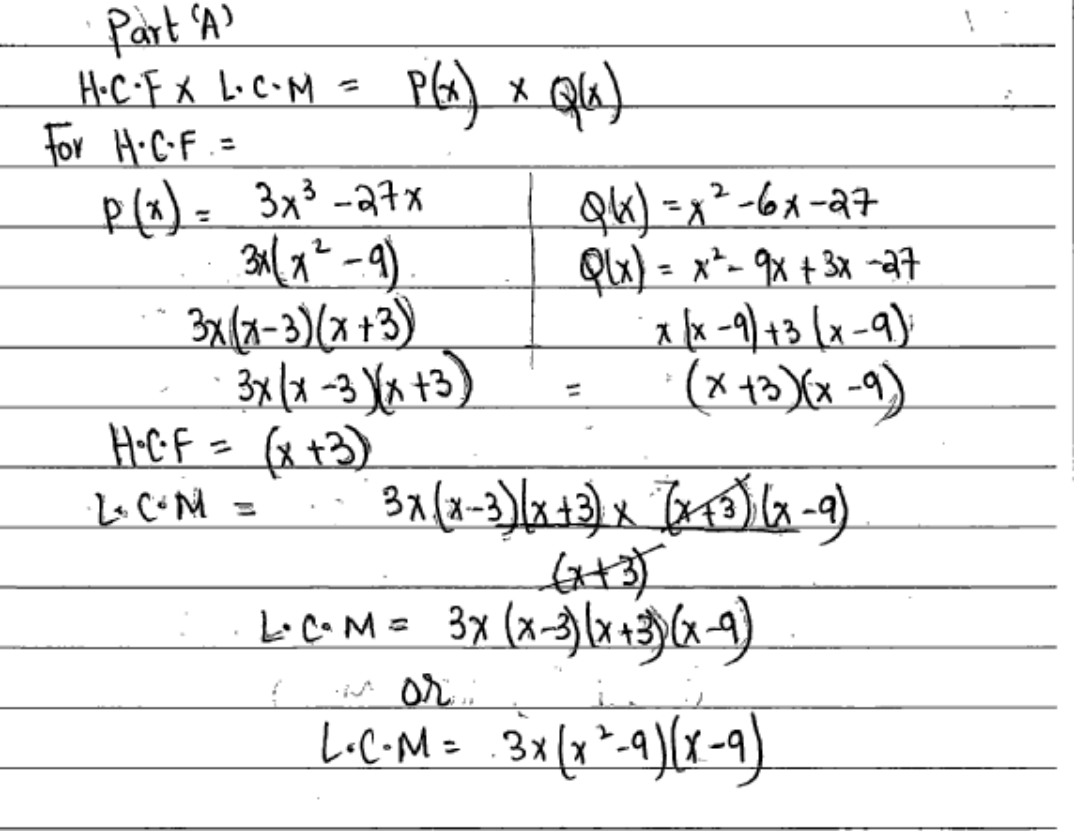 Part 'A'
H.C.F x L.C.M = P(x) x Q(x)
For H.C.F. =
P(x) = 3x³ -27x
Q(x) = x² -6x -27
3x(x² -9)
Q(x) = x² - 9x + 3x -27
3x(x-3)(x+3)
x(x-9)+3(x-9)
3x(x-3)(x+3) = (x+3)(x-9)
H.C.F = (x+3)
L.C.M = 3x(x-3)(x+3) x (x+3)(x-9)
(x+3)
L.C.M = 3x (x-3)(x+3)(x-9)
or
L.C.M = 3x(x²-9)(x-9)